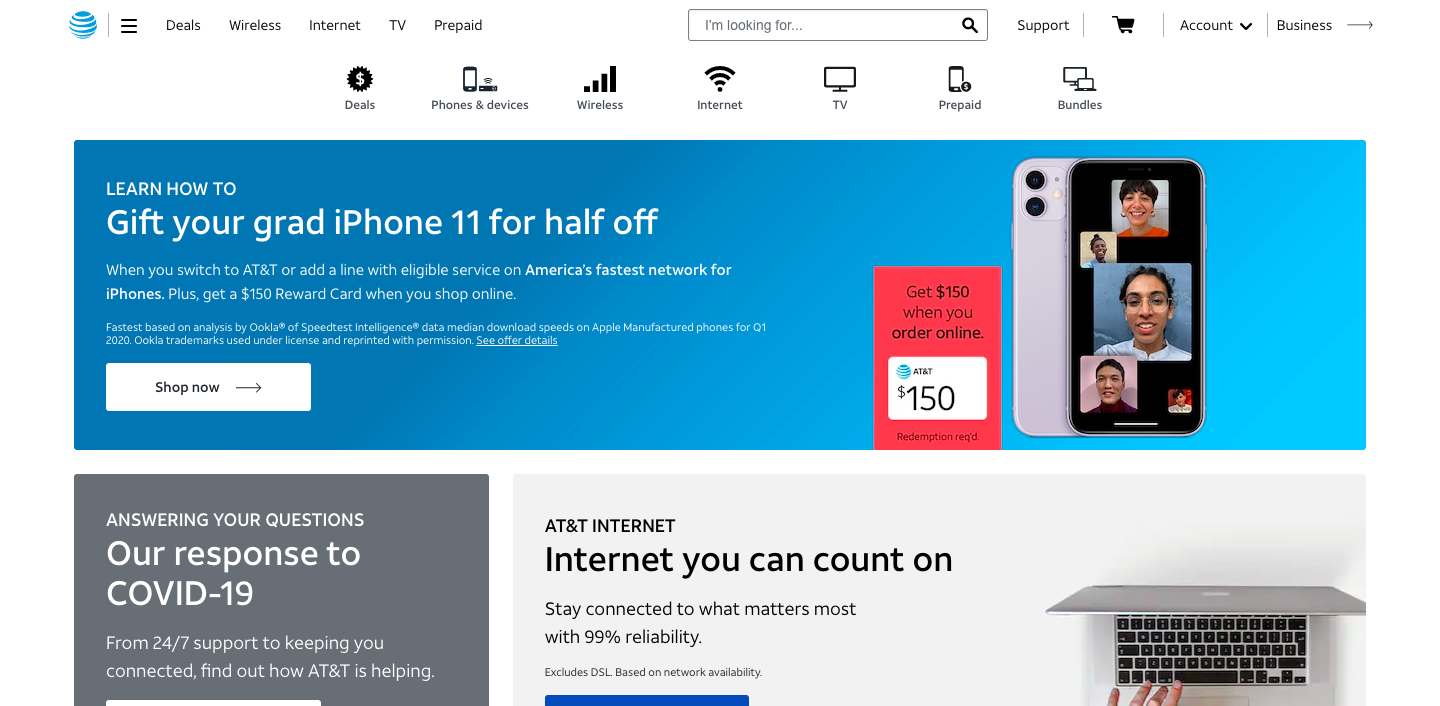 Deals Wireless Internet TV Prepaid I'm looking for... Support Account Business
Deals Phones & devices Wireless Internet TV Prepaid Bundles
LEARN HOW TO
Gift your grad iPhone 11 for half off
When you switch to AT&T or add a line with eligible service on America's fastest network for
iPhones. Plus, get a $150 Reward Card when you shop online.
Fastest based on analysis by Ookla® of Speedtest Intelligence® data median download speeds on Apple Manufactured phones for Q1
2020. Ookla trademarks used under license and reprinted with permission. See offer details
Shop now
Get $150
when you
order online.
AT&T
$150
Redemption req'd.
ANSWERING YOUR QUESTIONS
Our response to
COVID-19
From 24/7 support to keeping you
connected, find out how AT&T is helping.
AT&T INTERNET
Internet you can count on
Stay connected to what matters most
with 99% reliability.
Excludes DSL. Based on network availability.